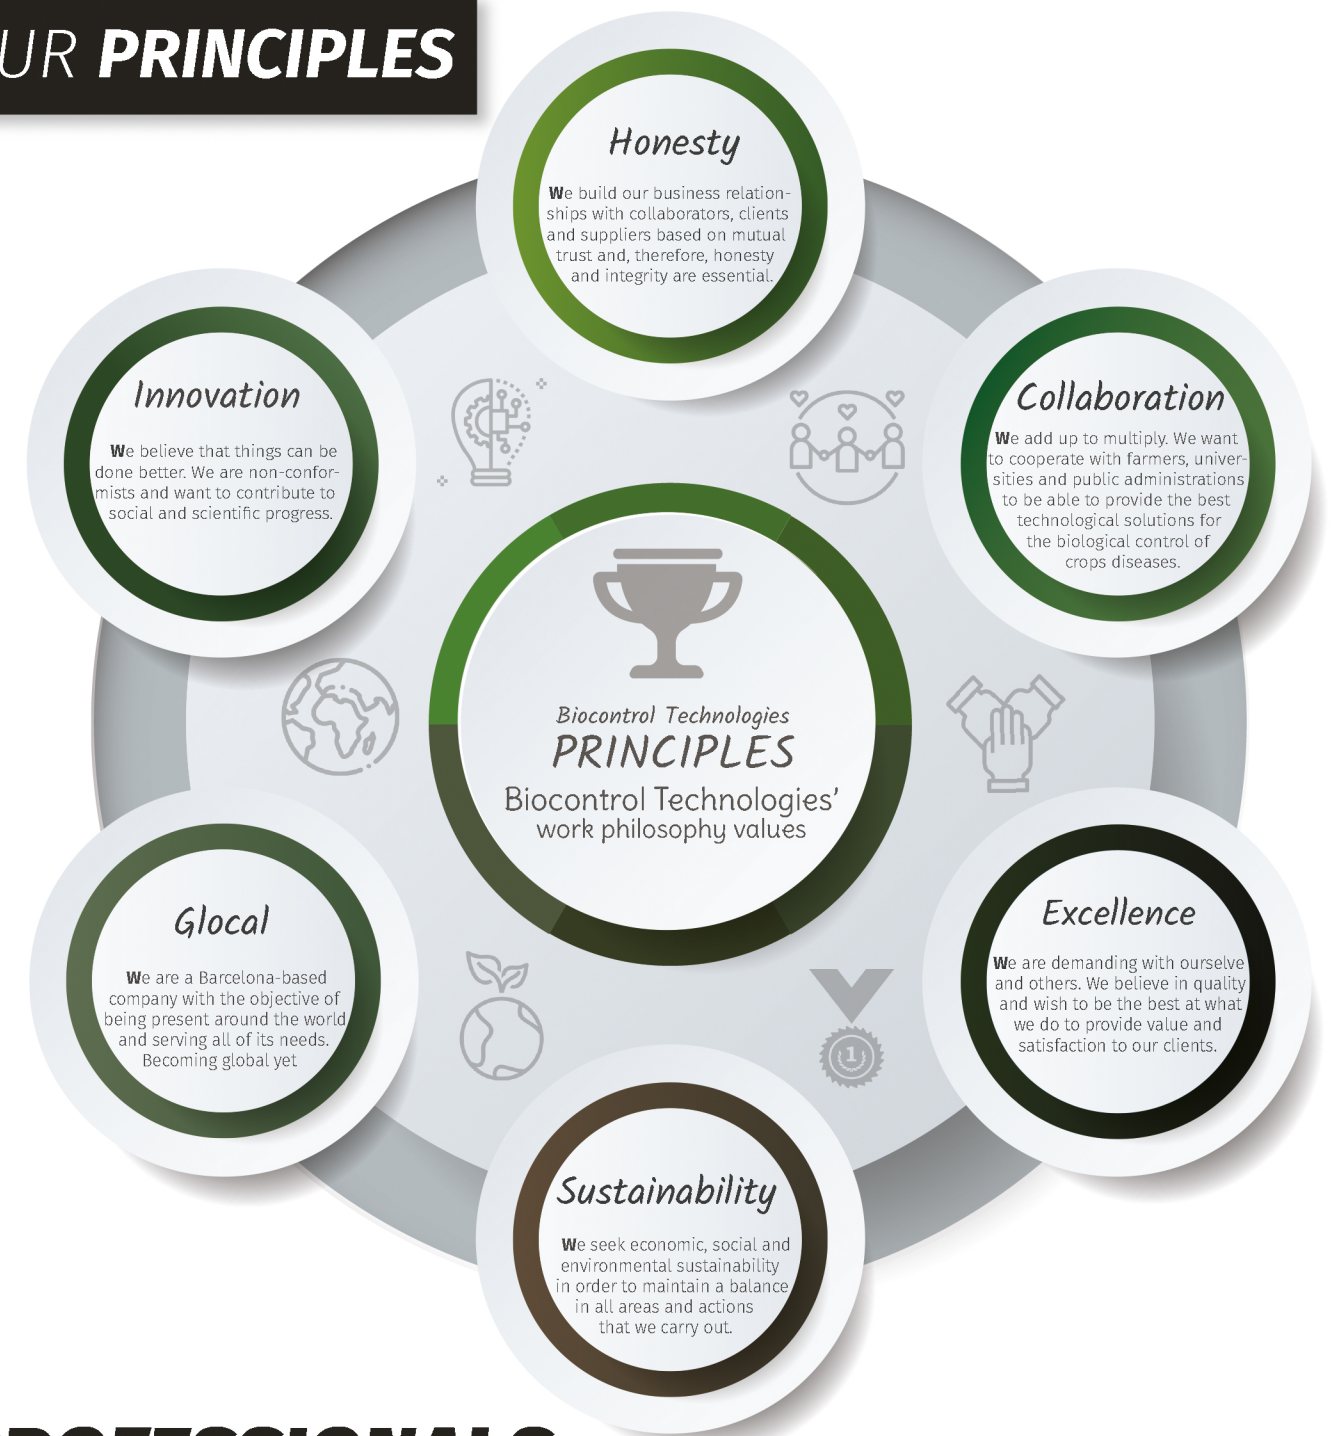 UR PRINCIPLES
Honesty
We build our business relation-
ships with collaborators, clients
and suppliers based on mutual
trust and, therefore, honesty
and integrity are essential.
Innovation
We believe that things can be
done better. We are non-confor-
mists and want to contribute to
social and scientific progress.
Collaboration
We add up to multiply. We want
to cooperate with farmers, univer-
sities and public administrations
to be able to provide the best
technological solutions for
the biological control of
crops diseases.
Biocontrol Technologies
PRINCIPLES
Biocontrol Technologies’
work philosophy values
Glocal
We are a Barcelona-based
company with the objective of
being present around the world
and serving all of its needs.
Becoming global yet
Excellence
We are demanding with ourselve
and others. We believe in quality
and wish to be the best at what
we do to provide value and
satisfaction to our clients.
1
Sustainability
We seek economic, social and
environmental sustainability
in order to maintain a balance
in all areas and actions
that we carry out.